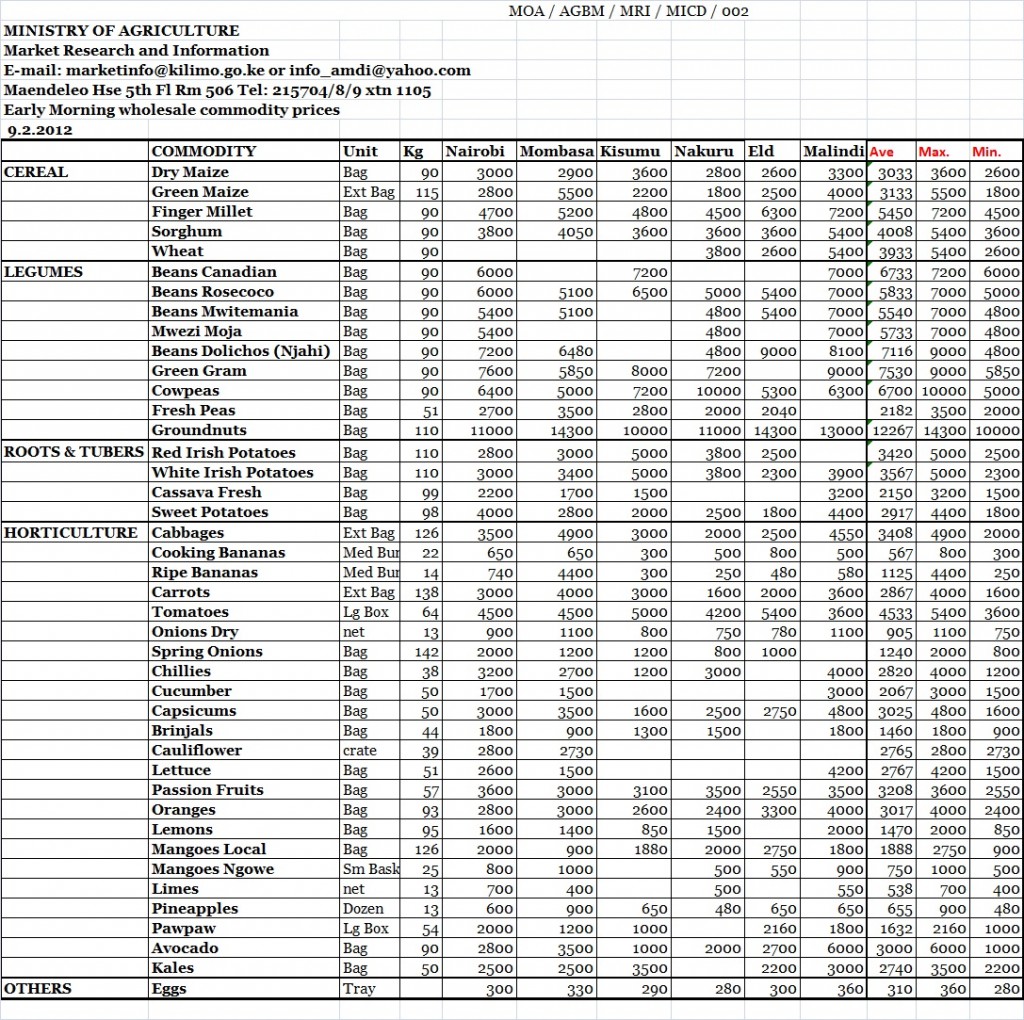 MOA / AGBM / MRI / MICD / 002
MINISTRY OF AGRICULTURE
Market Research and Information
E-mail: marketinfo@kilimo.go.ke or info_amdi@yahoo.com
Maendeleo Hse 5th Fl Rm 506 Tel: 215704/8/9 xtn 1105
Early Morning wholesale commodity prices
9.2.2012
COMMODITY Unit Kg Nairobi Mombasa Kisumu Nakuru Eld Malindi Ave Max. Min.
CEREAL Dry Maize Bag 90 3000 2900 3600 2800 2600 3300 3033 3600 2600
Green Maize Ext Bag 115 2800 5500 2200 1800 2500 4000 3133 5500 1800
Finger Millet Bag 90 4700 5200 4800 4500 6300 7200 5450 7200 4500
Sorghum Bag 90 3800 4050 3600 3600 3600 5400 4008 5400 3600
Wheat Bag 90 3800 2600 5400 3933 5400 2600
LEGUMES Beans Canadian Bag 90 6000 7200 7000 6733 7200 6000
Beans Rosecoco Bag 90 6000 5100 6500 5000 5400 7000 5833 7000 5000
Beans Mwitemania Bag 90 5400 5100 4800 5400 7000 5540 7000 4800
Mwezi Moja Bag 90 5400 4800 7000 5733 7000 4800
Beans Dolichos (Njahi) Bag 90 7200 6480 4800 9000 8100 7116 9000 4800
Green Gram Bag 90 7600 5850 8000 7200 9000 7530 9000 5850
Cowpeas Bag 90 6400 5000 7200 10000 5300 6300 6700 10000 5000
Fresh Peas Bag 51 2700 3500 2800 2000 2040 2182 3500 2000
Groundnuts Bag 110 11000 14300 10000 11000 14300 13000 12267 14300 10000
ROOTS & TUBERS Red Irish Potatoes Bag 110 2800 3000 5000 3800 2500 3420 5000 2500
White Irish Potatoes Bag 110 3000 3400 5000 3800 2300 3900 3567 5000 2300
Cassava Fresh Bag 99 2200 1700 1500 3200 2150 3200 1500
Sweet Potatoes Bag 98 4000 2800 2000 2500 1800 4400 2917 4400 1800
HORTICULTURE Cabbages Ext Bag 126 3500 4900 3000 2000 2500 4550 3408 4900 2000
Cooking Bananas Med Bur 22 650 650 300 500 800 500 567 800 300
Ripe Bananas Med Bur 14 740 4400 300 250 480 580 1125 4400 250
Carrots Ext Bag 138 3000 4000 3000 1600 2000 3600 2867 4000 1600
Tomatoes Lg Box 64 4500 4500 5000 4200 5400 3600 4533 5400 3600
Onions Dry net 13 900 1100 800 750 780 1100 905 1100 750
Spring Onions Bag 142 2000 1200 1200 800 1000 1240 2000 800
Chillies Bag 38 3200 2700 1200 3000 4000 2820 4000 1200
Cucumber Bag 50 1700 1500 3000 2067 3000 1500
Capsicums Bag 50 3000 3500 1600 2500 2750 4800 3025 4800 1600
Brinjals Bag 44 1800 900 1300 1500 1800 1460 1800 900
Cauliflower crate 39 2800 2730 2765 2800 2730
Lettuce Bag 51 2600 1500 4200 2767 4200 1500
Passion Fruits Bag 57 3600 3000 3100 3500 2550 3500 3208 3600 2550
Oranges Bag 93 2800 3000 2600 2400 3300 4000 3017 4000 2400
Lemons Bag 95 1600 1400 850 1500 2000 1470 2000 850
Mangoes Local Bag 126 2000 900 1880 2000 2750 1800 1888 2750 900
Mangoes Ngowe Sm Bask 25 800 1000 500 550 900 750 1000 500
Limes net 13 700 400 500 550 538 700 400
Pineapples Dozen 13 600 900 650 480 650 650 655 900 480
Pawpaw Lg Box 54 2000 1200 1000 2160 1800 1632 2160 1000
Avocado Bag 90 2800 3500 1000 2000 2700 6000 3000 6000 1000
Kales Bag 50 2500 2500 3500 2200 3000 2740 3500 2200
OTHERS Eggs Tray 300 330 290 280 300 360 310 360 280